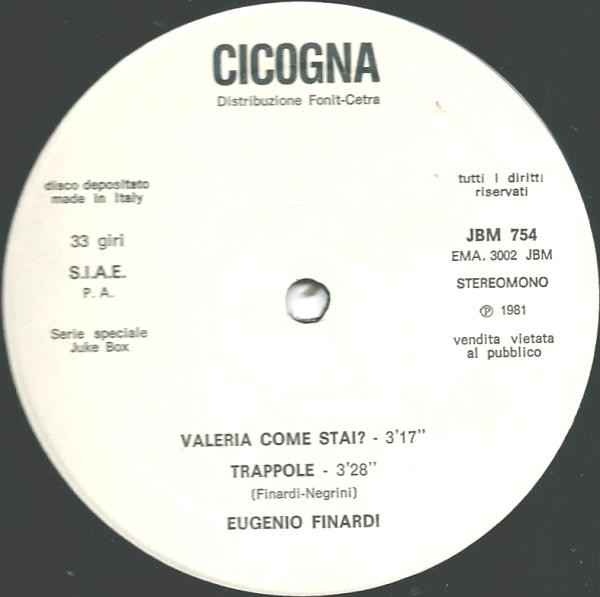 CICOGNA
Distribuzione Fonit-Cetra
disco depositato
made in Italy
33 giri
S.I.A.E.
P. A.
Serie speciale
Juke Box
tutti i diritti
riservati
JBM 754
EMA. 3002 JBM
STEREOMONO
Ⓟ 1981
vendita vietata
al pubblico
VALERIA COME STAI? - 3'17"
TRAPPOLE - 3'28"
(Finardi-Negrini)
EUGENIO FINARDI